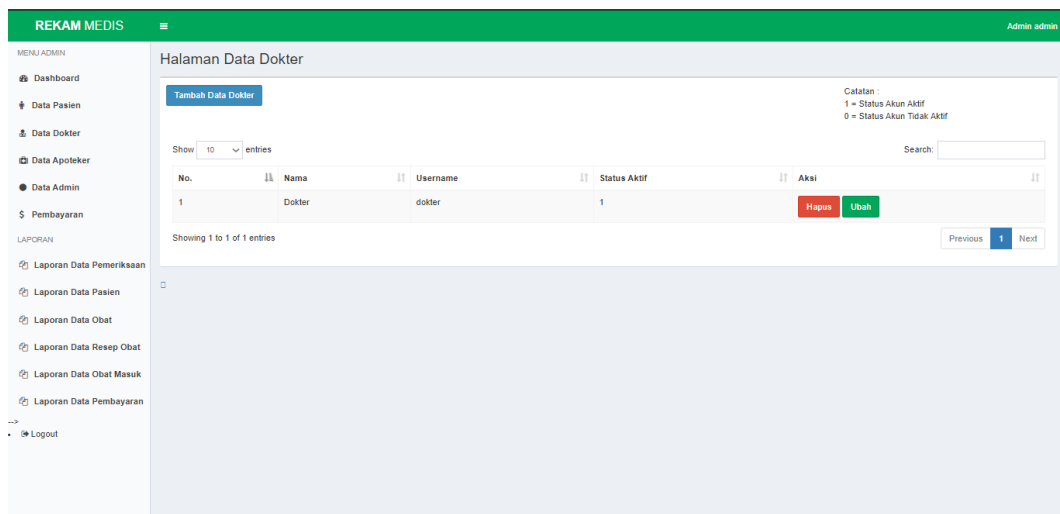 REKAM MEDIS
Admin admin
MENU ADMIN
Dashboard
Data Pasien
Data Dokter
Data Apoteker
Data Admin
$ Pembayaran
LAPORAN
Laporan Data Pemeriksaan
Laporan Data Pasien
Laporan Data Obat
Laporan Data Resep Obat
Laporan Data Obat Masuk
Laporan Data Pembayaran
-->
Logout
Halaman Data Dokter
Tambah Data Dokter
Catatan :
1 = Status Akun Aktif
0 = Status Akun Tidak Aktif
Show 10 entries
Search:
No. Nama Username Status Aktif Aksi
1 Dokter dokter 1 Hapus Ubah
Showing 1 to 1 of 1 entries
Previous 1 Next